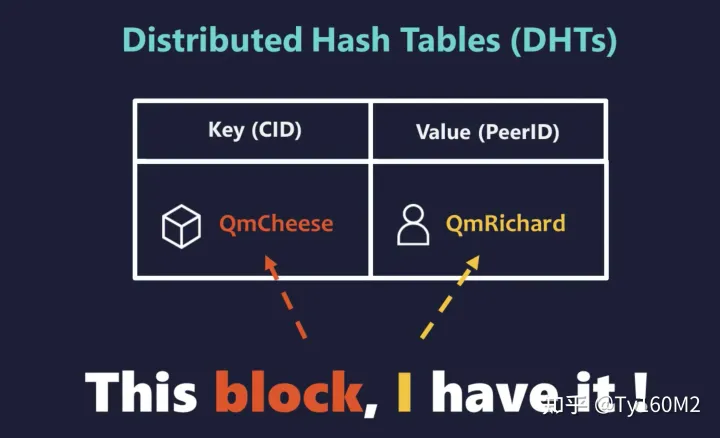 Distributed Hash Tables (DHTs)
Key (CID) Value (PeerID)
QmCheese QmRichard
This block, I have it !
知乎 @Ty160M2